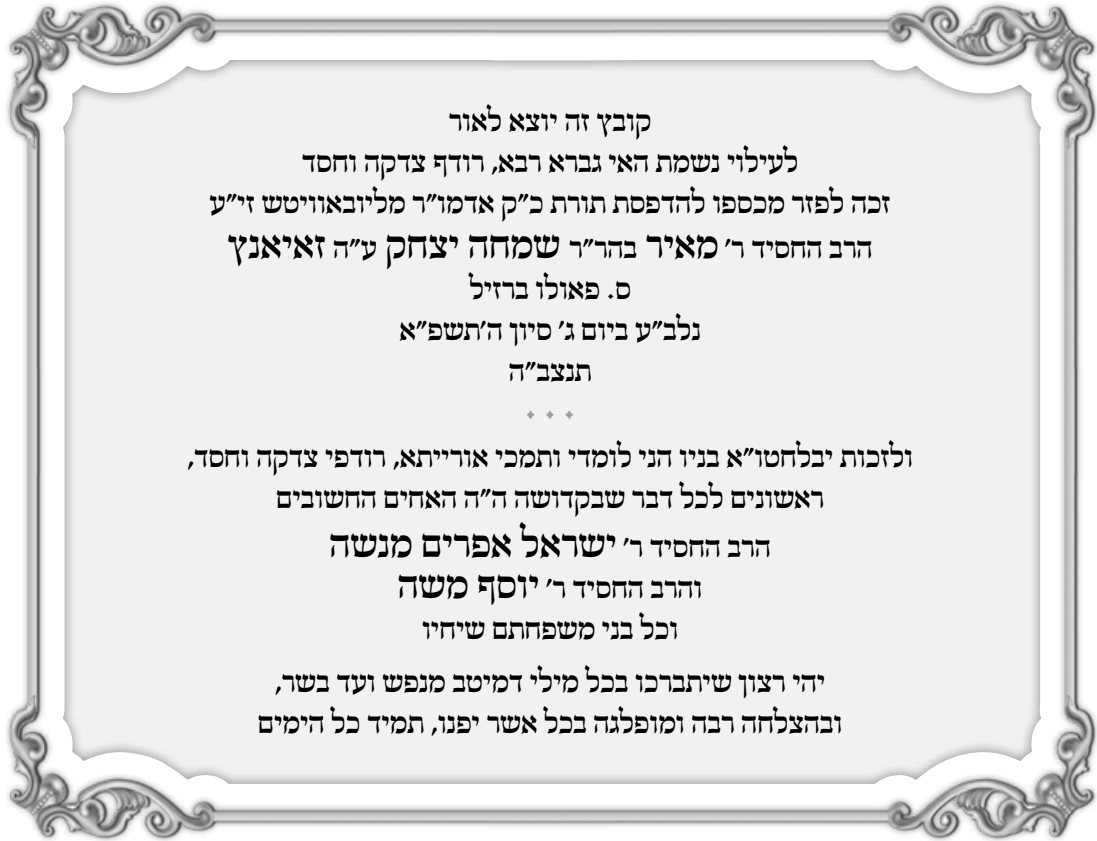 קובץ זה יוצא לאור
לעילוי נשמת האי גברא רבא, רודף צדקה וחסד
זכה לפזר מכספו להדפסת תורת כ״ק אדמו״ר מליובאוויטש זי״ע
הרב החסיד ר׳ מאיר בהר״ר שמחה יצחק ע״ה זאיאנץ
ס. פאולו ברזיל
נלב״ע ביום ג׳ סיון ה׳תשפ״א
תנצב״ה
ולזכות יבלחטו״א בניו הני לומדי ותמכי אורייתא, רודפי צדקה וחסד,
ראשונים לכל דבר שבקדושה ה״ה האחים החשובים
הרב החסיד ר׳ ישראל אפרים מנשה
והרב החסיד ר׳ יוסף משה
וכל בני משפחתם שיחיו
יהי רצון שיתברכו בכל מילי דמיטב מנפש ועד בשר,
ובהצלחה רבה ומופלגה בכל אשר יפנו, תמיד כל הימים